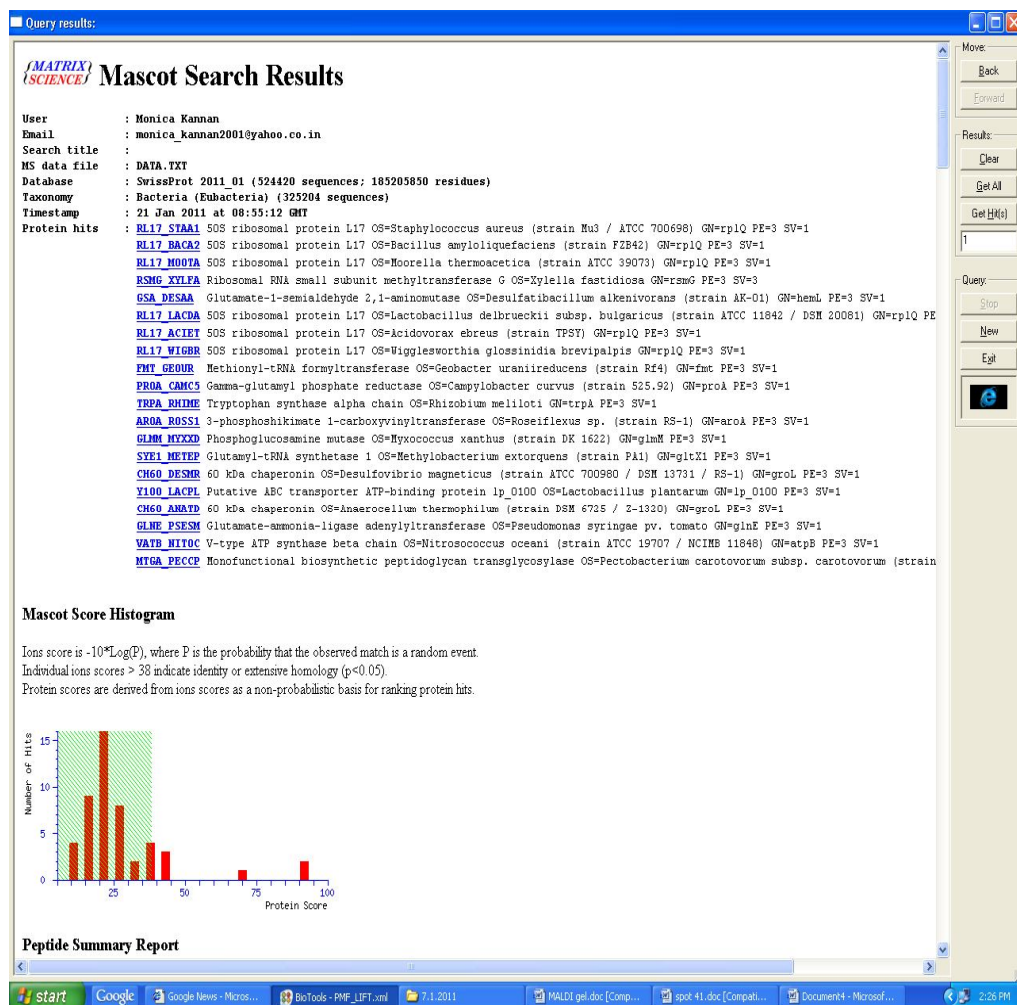 Query results:
{MATRIX SCIENCE} Mascot Search Results
User : Monica Kannan
Email : monica_kannan2001@yahoo.co.in
Search title :
MS data file : DATA.TXT
Database : SwissProt 2011_01 (524420 sequences; 185205850 residues)
Taxonomy : Bacteria (Eubacteria) (325204 sequences)
Timestamp : 21 Jan 2011 at 08:55:12 GMT
Protein hits : RL17_STAA1 50S ribosomal protein L17 OS=Staphylococcus aureus (strain Mu3 / ATCC 700698) GN=rplQ PE=3 SV=1
RL17_BACA2 50S ribosomal protein L17 OS=Bacillus amyloliquefaciens (strain FZB42) GN=rplQ PE=3 SV=1
RL17_MOOTA 50S ribosomal protein L17 OS=Moorella thermoacetica (strain ATCC 39073) GN=rplQ PE=3 SV=1
RSMG_XYLFA Ribosomal RNA small subunit methyltransferase G OS=Xylella fastidiosa GN=rsmG PE=3 SV=3
GSA_DESAA Glutamate-1-semialdehyde 2,1-aminomutase OS=Desulfatibacillum alkenivorans (strain AK-01) GN=hemL PE=3 SV=1
RL17_LACDA 50S ribosomal protein L17 OS=Lactobacillus delbrueckii subsp. bulgaricus (strain ATCC 11842 / DSM 20081) GN=rplQ PE
RL17_ACIET 50S ribosomal protein L17 OS=Acidovorax ebreus (strain TPSY) GN=rplQ PE=3 SV=1
RL17_WIGBR 50S ribosomal protein L17 OS=Wigglesworthia glossinidia brevipalpis GN=rplQ PE=3 SV=1
FMT_GEOUR Methionyl-tRNA formyltransferase OS=Geobacter uraniireducens (strain Rf4) GN=fmt PE=3 SV=1
PROA_CAMC5 Gamma-glutamyl phosphate reductase OS=Campylobacter curvus (strain 525.92) GN=proA PE=3 SV=1
TRPA_RHIME Tryptophan synthase alpha chain OS=Rhizobium meliloti GN=trpA PE=3 SV=1
AROA_ROSS1 3-phosphoshikimate 1-carboxyvinyltransferase OS=Roseiflexus sp. (strain RS-1) GN=aroA PE=3 SV=1
GLMM_MYXXD Phosphoglucosamine mutase OS=Myxococcus xanthus (strain DK 1622) GN=glmM PE=3 SV=1
SYE1_METEP Glutamyl-tRNA synthetase 1 OS=Methylobacterium extorquens (strain PA1) GN=gltX1 PE=3 SV=1
CH60_DESMR 60 kDa chaperonin OS=Desulfovibrio magneticus (strain ATCC 700980 / DSM 13731 / RS-1) GN=groL PE=3 SV=1
Y100_LACPL Putative ABC transporter ATP-binding protein lp_0100 OS=Lactobacillus plantarum GN=lp_0100 PE=3 SV=1
CH60_ANATD 60 kDa chaperonin OS=Anaerocellum thermophilum (strain DSM 6725 / Z-1320) GN=groL PE=3 SV=1
GLNE_PSESM Glutamate-ammonia-ligase adenylyltransferase OS=Pseudomonas syringae pv. tomato GN=glnE PE=3 SV=1
VATB_NITOC V-type ATP synthase beta chain OS=Nitrosococcus oceani (strain ATCC 19707 / NCIMB 11848) GN=atpB PE=3 SV=1
MTGA_PECCP Monofunctional biosynthetic peptidoglycan transglycosylase OS=Pectobacterium carotovorum subsp. carotovorum (strain
Mascot Score Histogram
Ions score is -10*Log(P), where P is the probability that the observed match is a random event.
Individual ions scores > 38 indicate identity or extensive homology (p<0.05).
Protein scores are derived from ions scores as a non-probabilistic basis for ranking protein hits.
Number of Hits
15
10
5
0
25 50 75 100
Protein Score
Peptide Summary Report
Move:
Back
Forward
Results:
Clear
Get All
Get Hit(s)
1
Query:
Stop
New
Exit
start
Google
Google News - Micros...
BioTools - PMF_LIFT.xml
7.1.2011
MALDI gel.doc [Comp...
spot 41.doc [Compati...
Document4 - Microsof...
2:26 PM